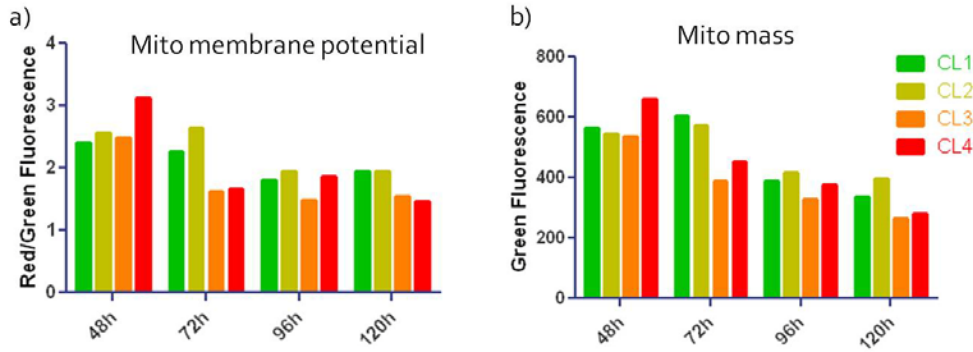 a)
Mito membrane potential
Red/Green Fluorescence
4
3
2
1
0
48h
72h
96h
120h
b)
Mito mass
Green Fluorescence
800
600
400
200
0
48h
72h
96h
120h
CL1
CL2
CL3
CL4